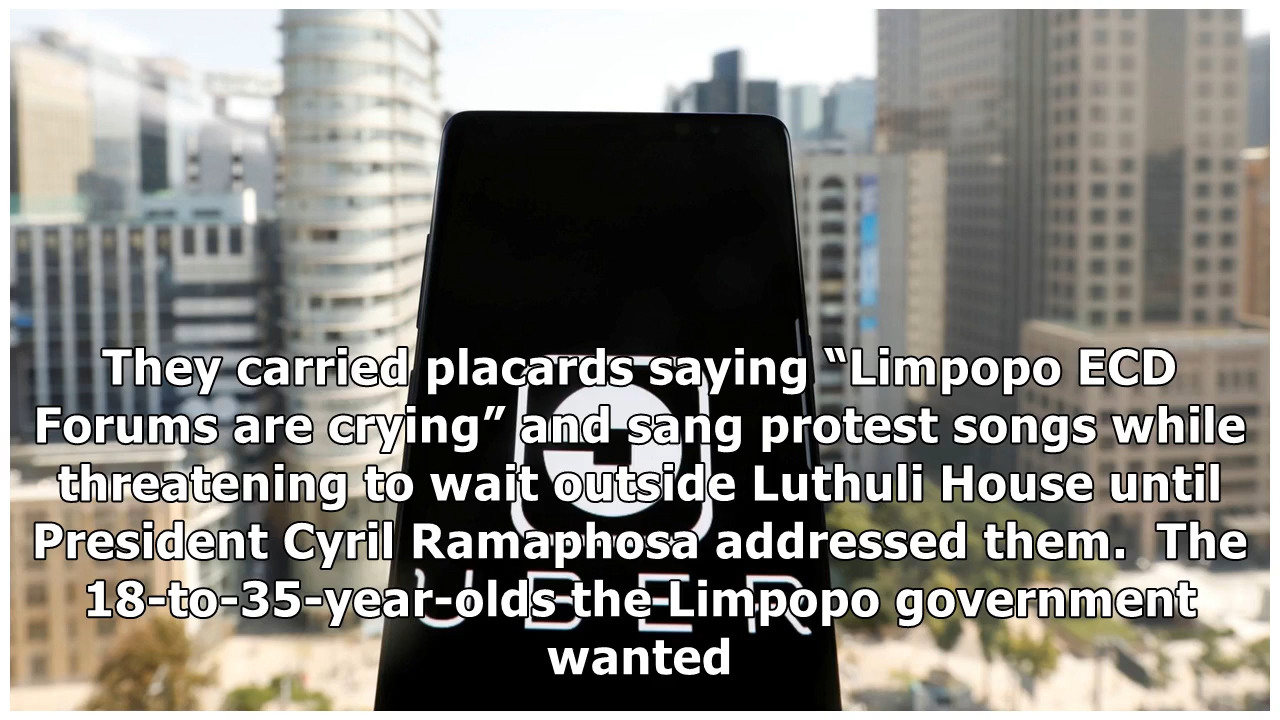 They carried placards saying “Limpopo ECD
Forums are crying” and sang protest songs while
threatening to wait outside Luthuli House until
President Cyril Ramaphosa addressed them.  The
18-to-35-year-olds the Limpopo government
wanted
UBER